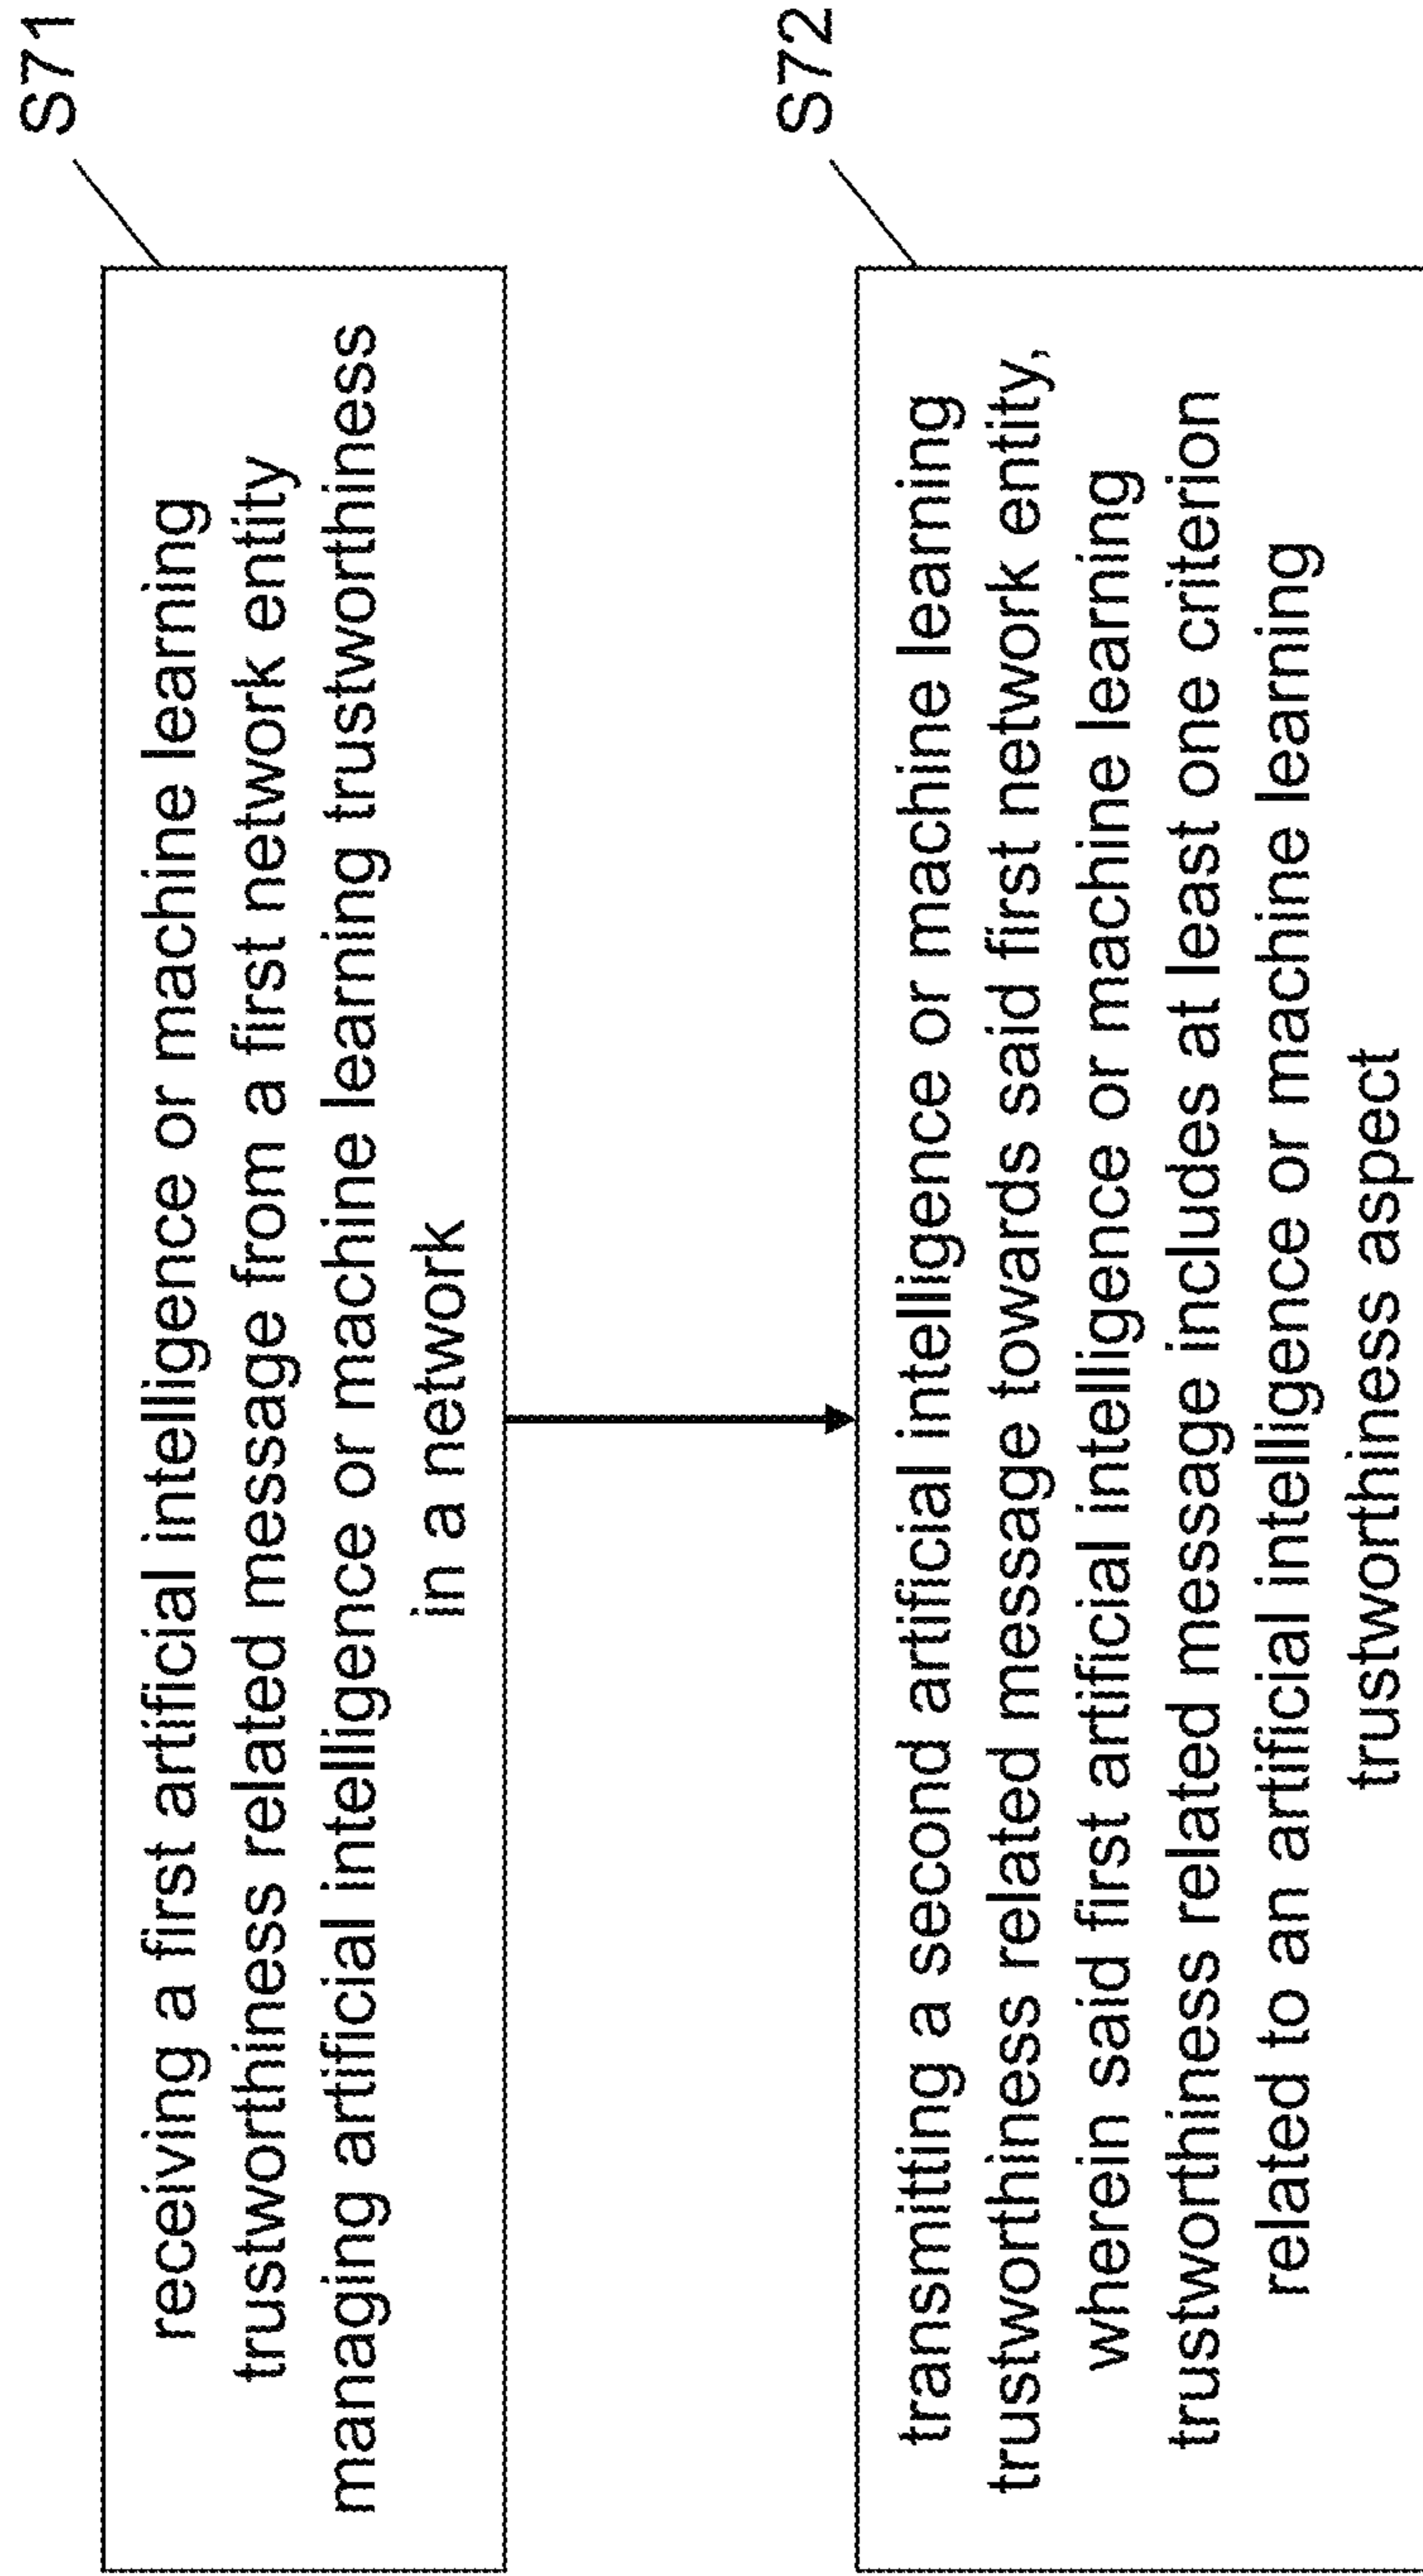 S71
receiving a first artificial intelligence or machine learning
trustworthiness related message from a first network entity
managing artificial intelligence or machine learning trustworthiness
in a network
S72
transmitting a second artificial intelligence or machine learning
trustworthiness related message towards said first network entity,
wherein said first artificial intelligence or machine learning
trustworthiness related message includes at least one criterion
related to an artificial intelligence or machine learning
trustworthiness aspect